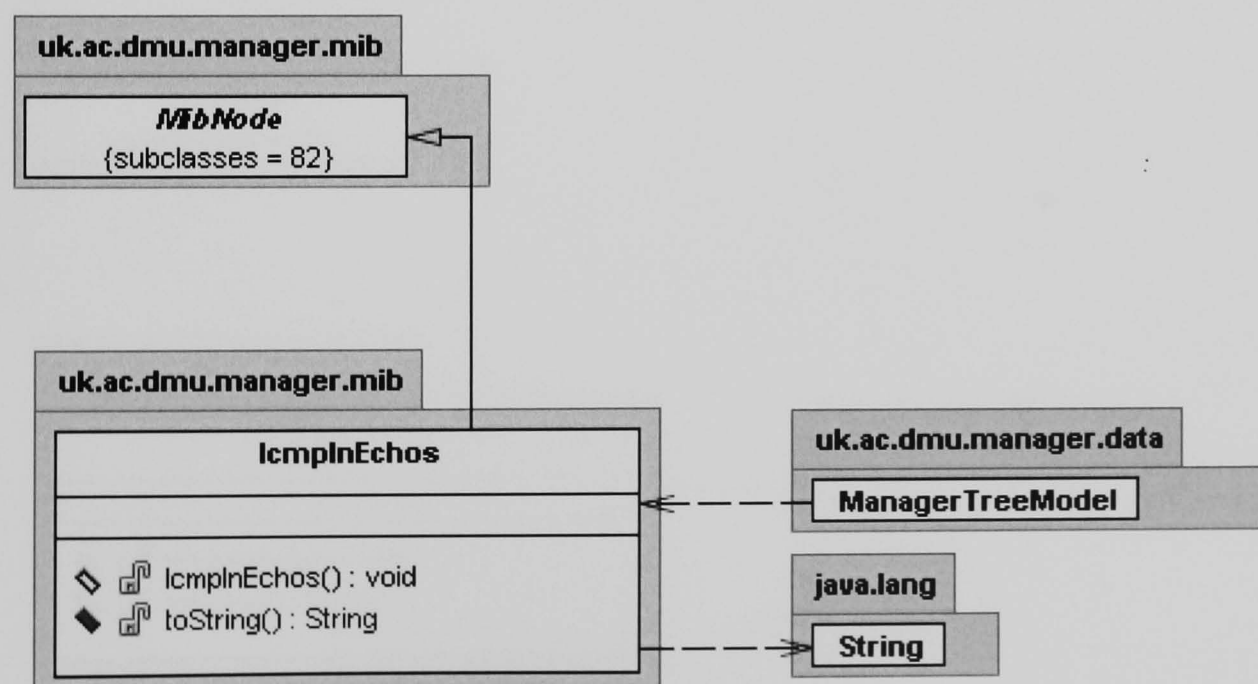 uk.ac.dmu.manager.mib
MibNode
{subclasses = 82}
uk.ac.dmu.manager.mib
IcmpInEchos
IcmpInEchos() : void
toString() : String
uk.ac.dmu.manager.data
ManagerTreeModel
java.lang
String